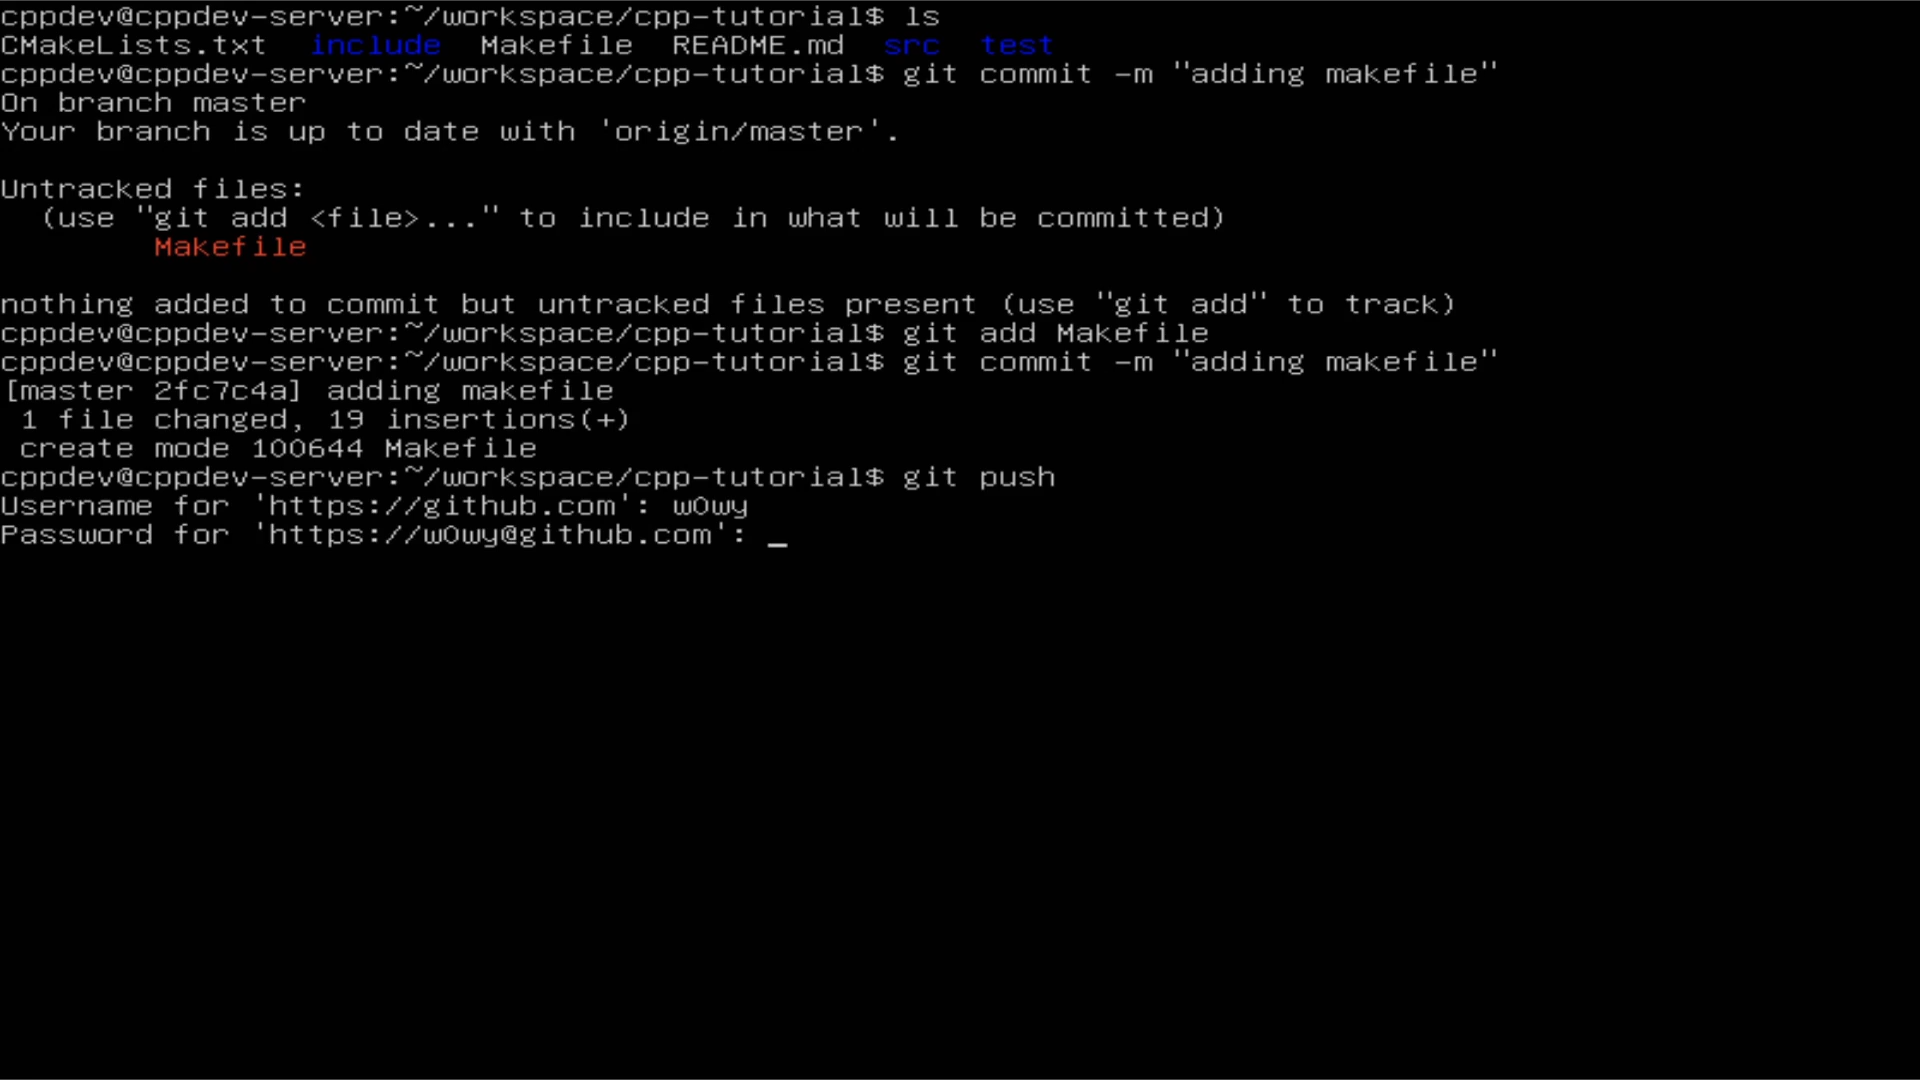 cppdev@cppdev-server:~/workspace/cpp-tutorial$ ls
CMakeLists.txt  include  Makefile  README.md  src  test
cppdev@cppdev-server:~/workspace/cpp-tutorial$ git commit -m "adding makefile"
On branch master
Your branch is up to date with 'origin/master'.
Untracked files:
  (use "git add <file>..." to include in what will be committed)
        Makefile
nothing added to commit but untracked files present (use "git add" to track)
cppdev@cppdev-server:~/workspace/cpp-tutorial$ git add Makefile
cppdev@cppdev-server:~/workspace/cpp-tutorial$ git commit -m "adding makefile"
[master 2fc7c4a] adding makefile
 1 file changed, 19 insertions(+)
 create mode 100644 Makefile
cppdev@cppdev-server:~/workspace/cpp-tutorial$ git push
Username for 'https://github.com': w0wy
Password for 'https://w0wy@github.com': _